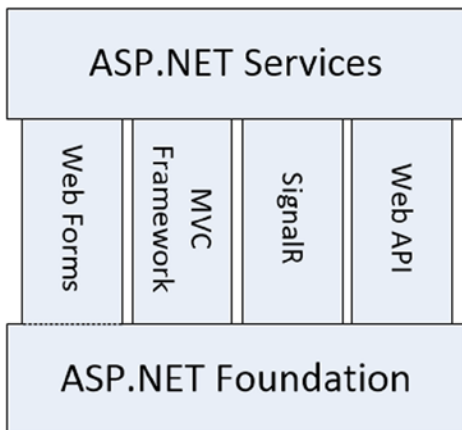 ASP.NET Services
Web Forms
MVC
Framework
SignalR
Web API
ASP.NET Foundation